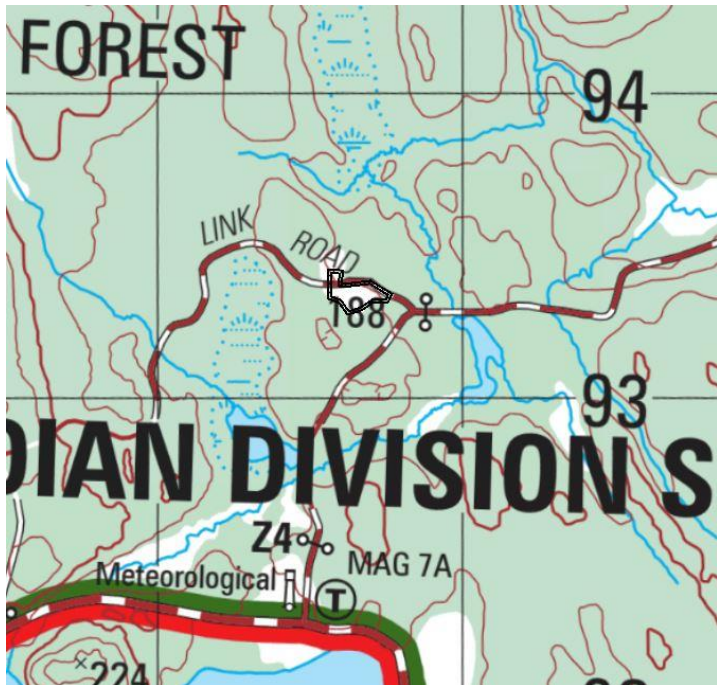 FOREST
94
LINK ROAD
188
93
DIAN DIVISION S
Z4
MAG 7A
Meteorological
T
224